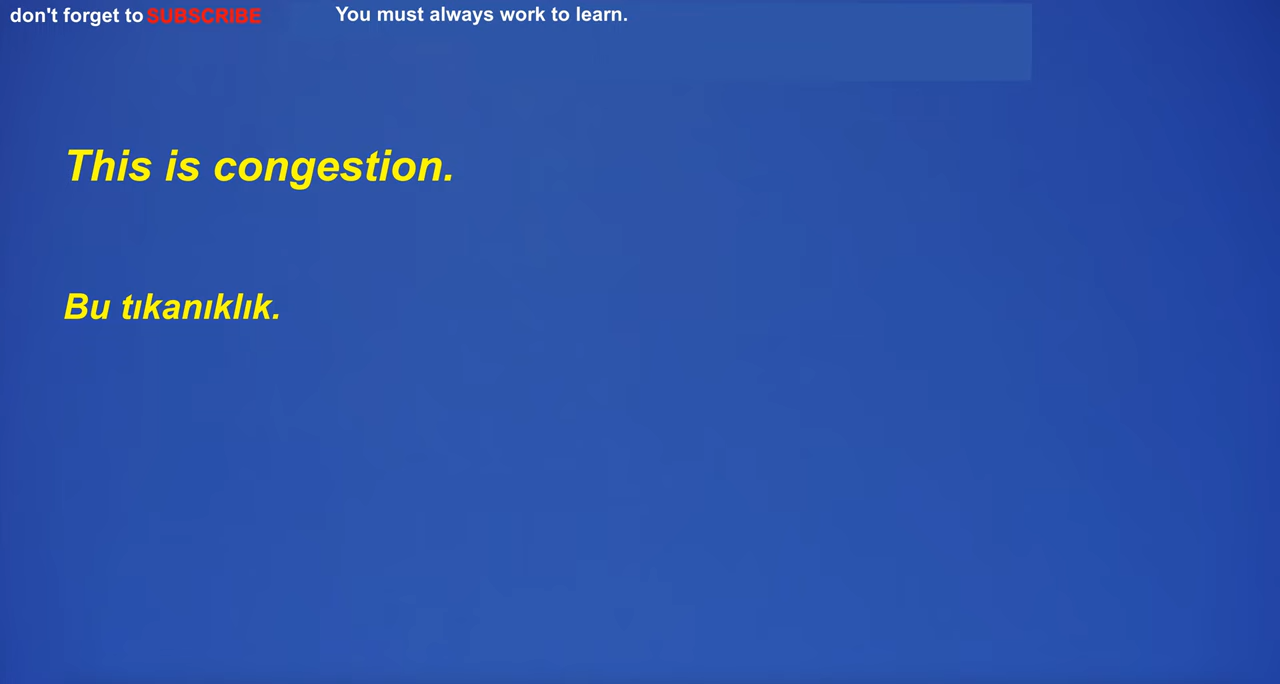 don't forget to SUBSCRIBE
You must always work to learn.
This is congestion.
Bu tıkanıklık.